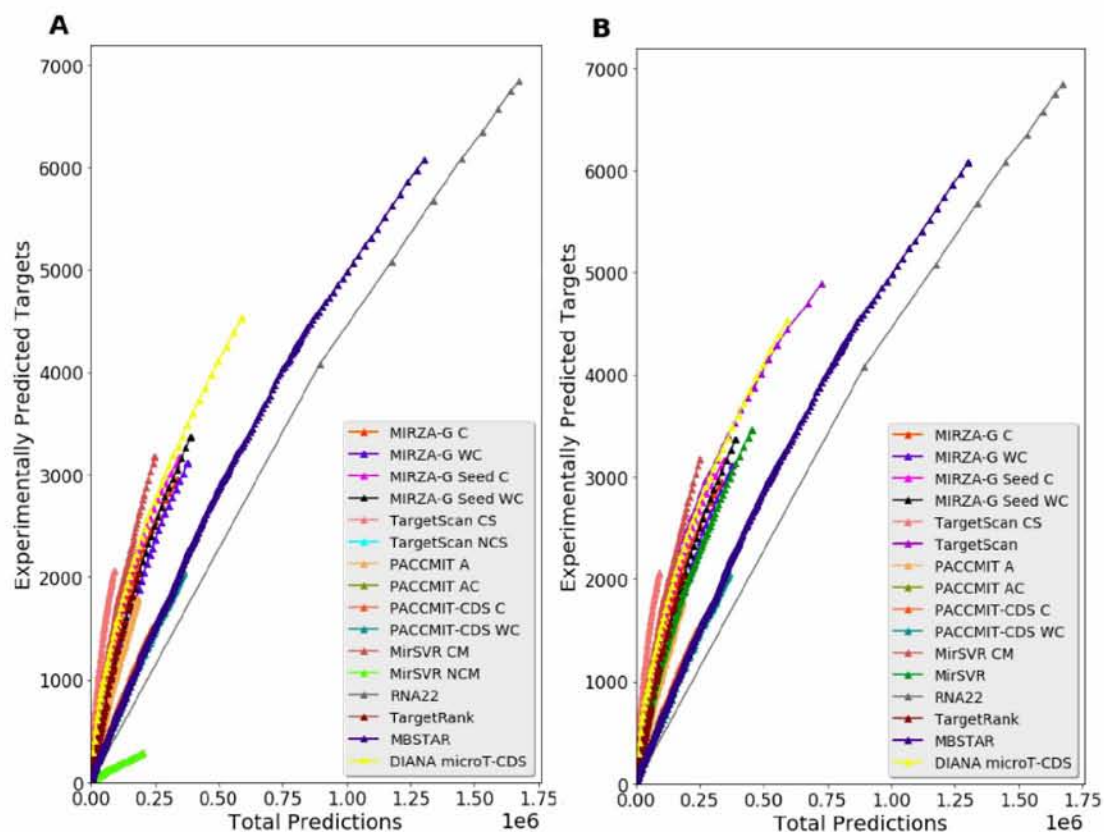 A
B
7000
6000
5000
4000
3000
2000
1000
0
Experimentally Predicted Targets
MIRZA-G C
MIRZA-G WC
MIRZA-G Seed C
MIRZA-G Seed WC
TargetScan CS
TargetScan NCS
PACCMIT A
PACCMIT AC
PACCMIT-CDS C
PACCMIT-CDS WC
MirSVR CM
MirSVR NCM
RNA22
TargetRank
MBSTAR
DIANA microT-CDS
0.00 0.25 0.50 0.75 1.00 1.25 1.50 1.75
Total Predictions
1e6
7000
6000
5000
4000
3000
2000
1000
0
Experimentally Predicted Targets
MIRZA-G C
MIRZA-G WC
MIRZA-G Seed C
MIRZA-G Seed WC
TargetScan CS
TargetScan
PACCMIT A
PACCMIT AC
PACCMIT-CDS C
PACCMIT-CDS WC
MirSVR CM
MirSVR
RNA22
TargetRank
MBSTAR
DIANA microT-CDS
0.00 0.25 0.50 0.75 1.00 1.25 1.50 1.75
Total Predictions
1e6